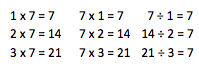 1 x 7 = 7 7 x 1 = 7 7 ÷ 1 = 7
2 x 7 = 14 7 x 2 = 14 14 ÷ 2 = 7
3 x 7 = 21 7 x 3 = 21 21 ÷ 3 = 7